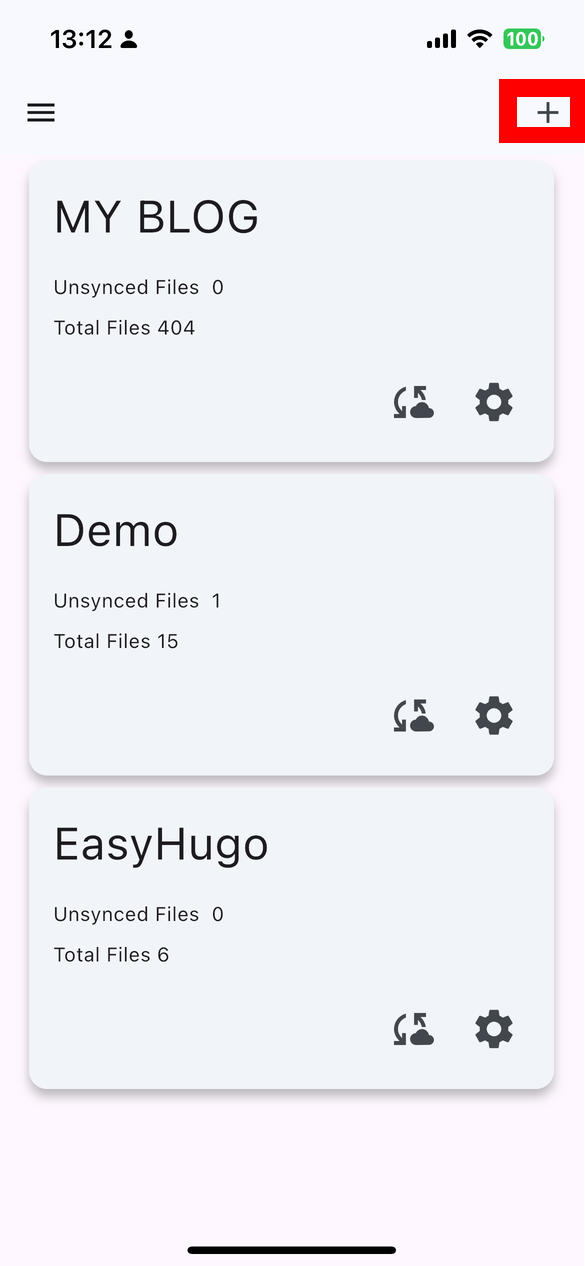 13:12
100
MY BLOG
Unsynced Files 0
Total Files 404
Demo
Unsynced Files 1
Total Files 15
EasyHugo
Unsynced Files 0
Total Files 6